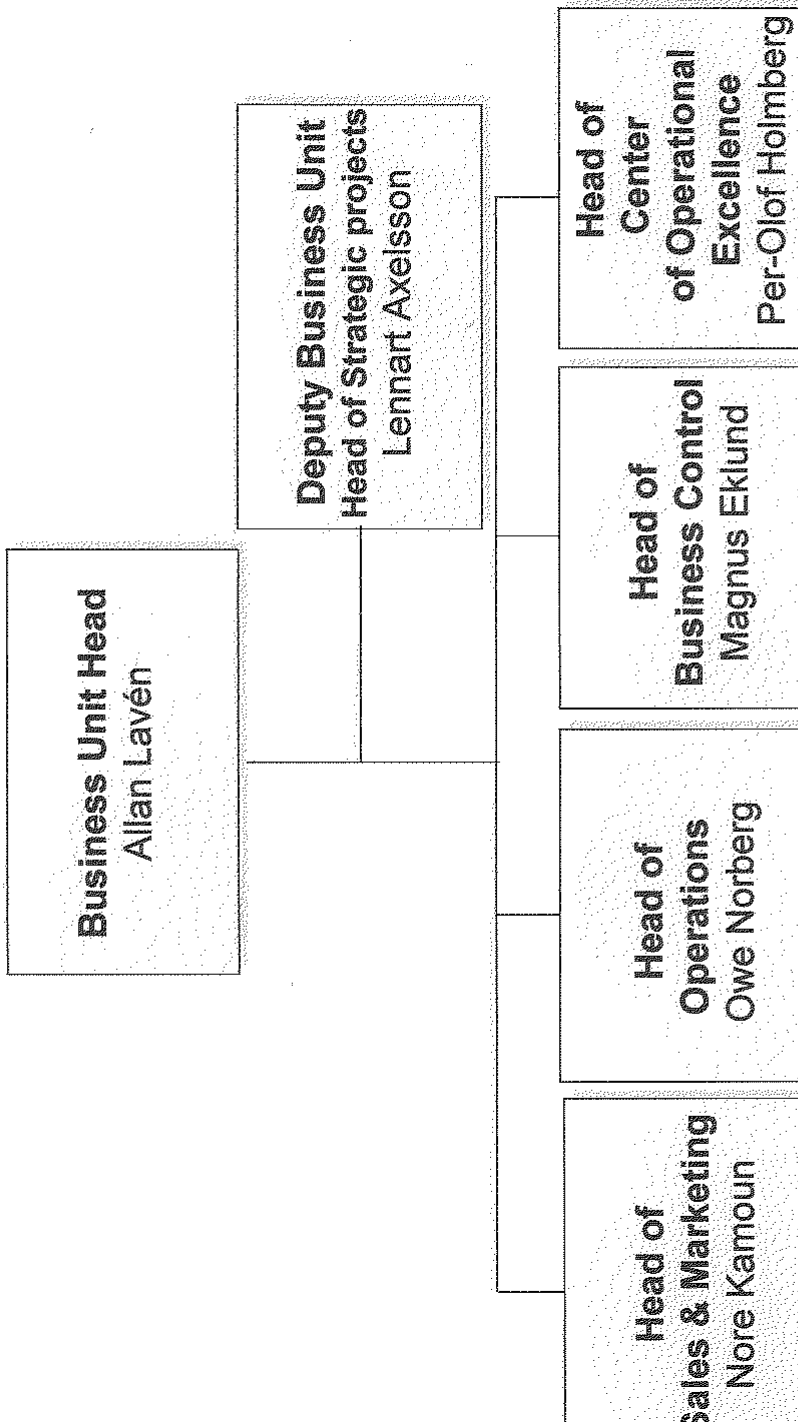 Business Unit Head
Allan Lavén
Deputy Business Unit
Head of Strategic projects
Lennart Axelsson
Head of
Sales & Marketing
Nore Kamoun
Head of
Operations
Owe Norberg
Head of
Business Control
Magnus Eklund
Head of
Center
of Operational
Excellence
Per-Olof Holmberg